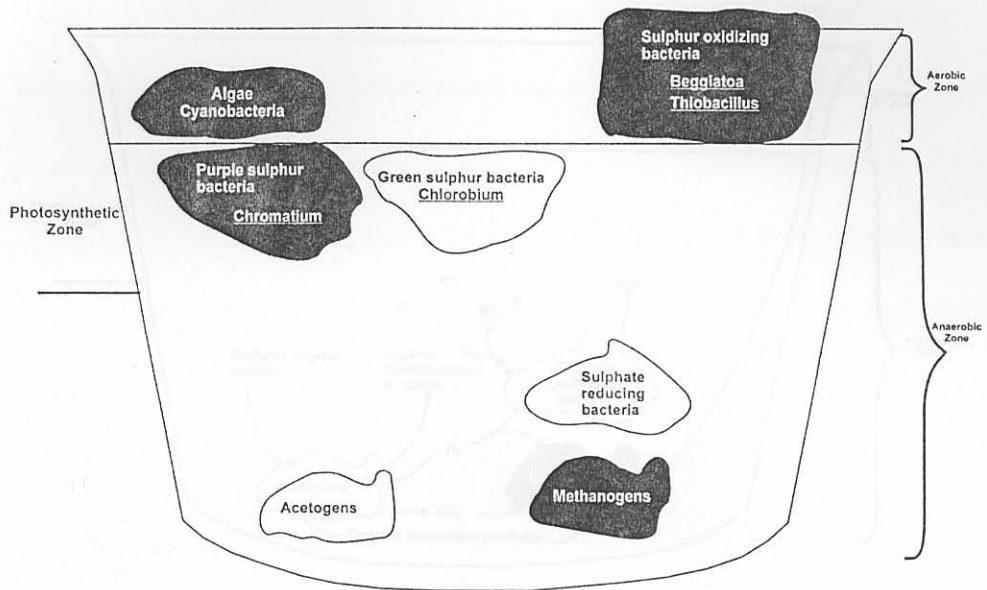 Sulphur oxidizing
bacteria
Beggiatoa
Thiobacillus
Aerobic
Zone
Algae
Cyanobacteria
Purple sulphur
bacteria
Chromatium
Green sulphur bacteria
Chlorobium
Photosynthetic
Zone
Anaerobic
Zone
Sulphate
reducing
bacteria
Acetogens
Methanogens